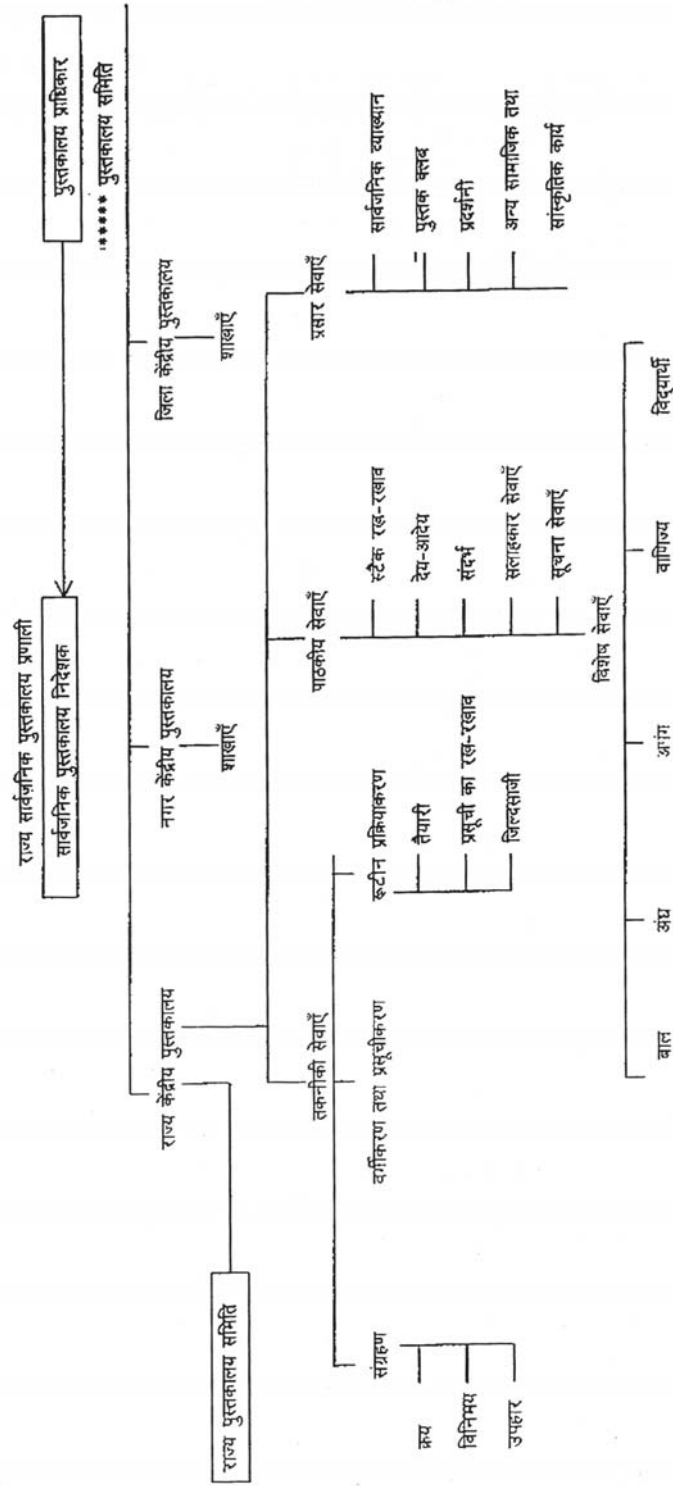 राज्य सार्वजनिक पुस्तकालय प्रणाली
सार्वजनिक पुस्तकालय निदेशक
पुस्तकालय प्राधिकार
****** पुस्तकालय समिति
राज्य केंद्रीय पुस्तकालय
नगर केंद्रीय पुस्तकालय
जिला केंद्रीय पुस्तकालय
शाखाएँ
शाखाएँ
राज्य पुस्तकालय समिति
तकनीकी सेवाएँ
पाठकीय सेवाएँ
प्रसार सेवाएँ
संग्रहण
क्रय
विनिमय
उपहार
वर्गीकरण तथा प्रसूचीकरण
रूटीन प्रक्रियाकरण
तैयारी
प्रसूची का रख-रखाव
जिल्दसाजी
स्टैक रख-रखाव
देय-आदेय
संदर्भ
सलाहकार सेवाएँ
सूचना सेवाएँ
विशेष सेवाएँ
सार्वजनिक व्याख्यान
पुस्तक क्लब
प्रदर्शनी
अन्य सामाजिक तथा
सांस्कृतिक कार्य
बाल
अंध
अपंग
वाणिज्य
विद्यार्थी